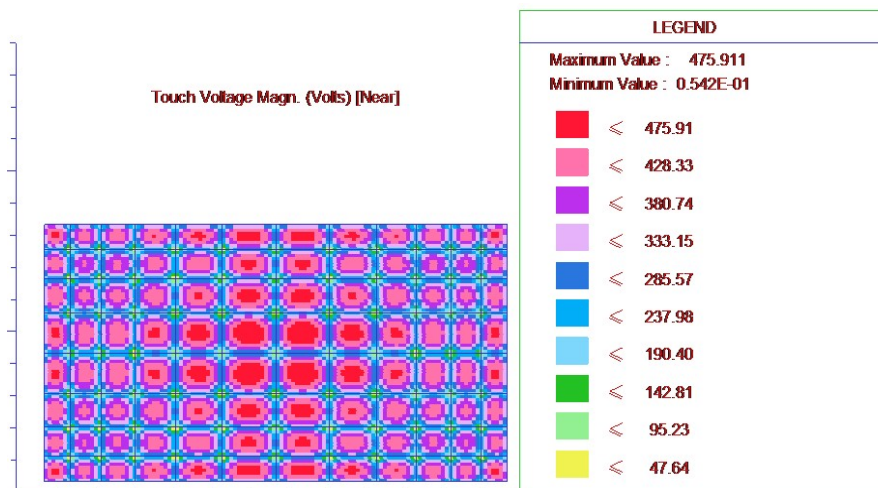 Touch Voltage Magn. (Volts) [Near]
LEGEND
Maximum Value : 475.911
Minimum Value : 0.542E-01
⩽ 475.91
⩽ 428.33
⩽ 380.74
⩽ 333.15
⩽ 285.57
⩽ 237.98
⩽ 190.40
⩽ 142.81
⩽ 95.23
⩽ 47.64